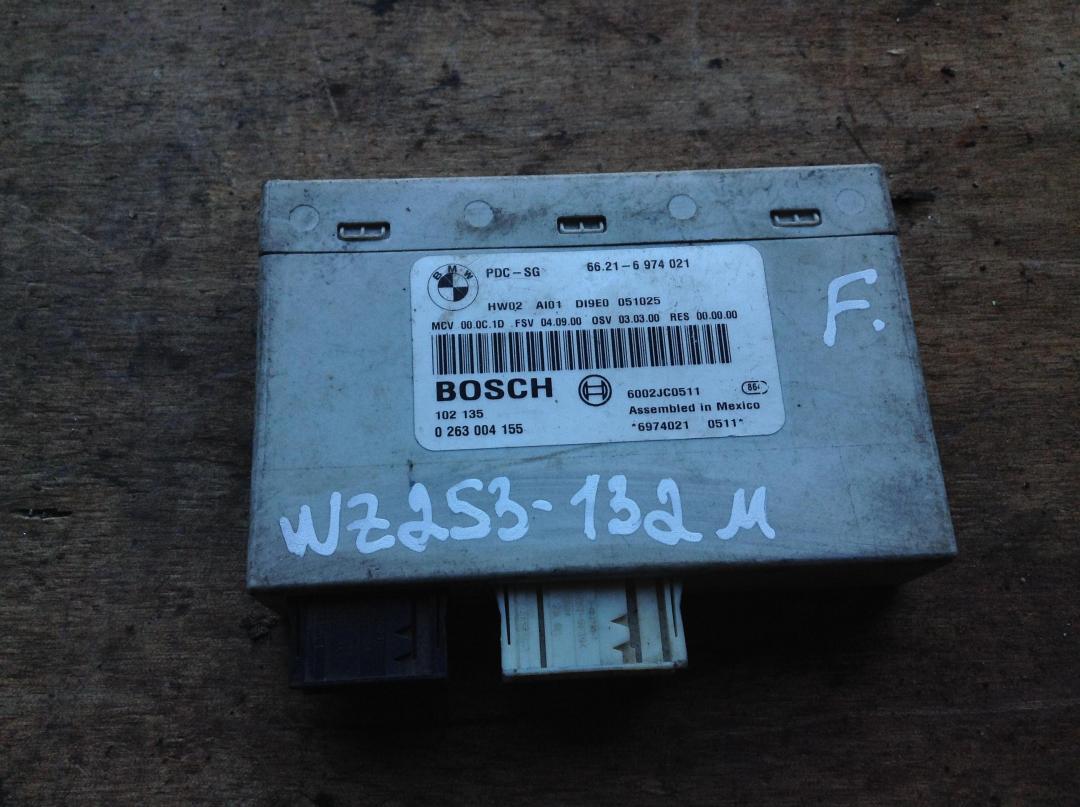 BMW PDC-SG 66.21-6 974 021
HW02 AI01 DI9E0 051025
MCV 00.0C.1D FSV 04.09.00 OSV 03.03.00 RES 00.00.00
BOSCH 6002JC0511 864
102 135 Assembled in Mexico
0 263 004 155 *6974021 0511*
F.
WZ253-132 M